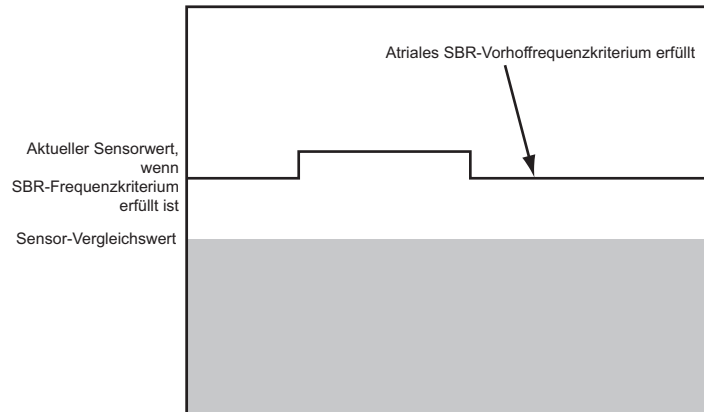 Atriales SBR-Vorhoffrequenzkriterium erfüllt
Aktueller Sensorwert,
wenn
SBR-Frequenzkriterium
erfüllt ist
Sensor-Vergleichswert